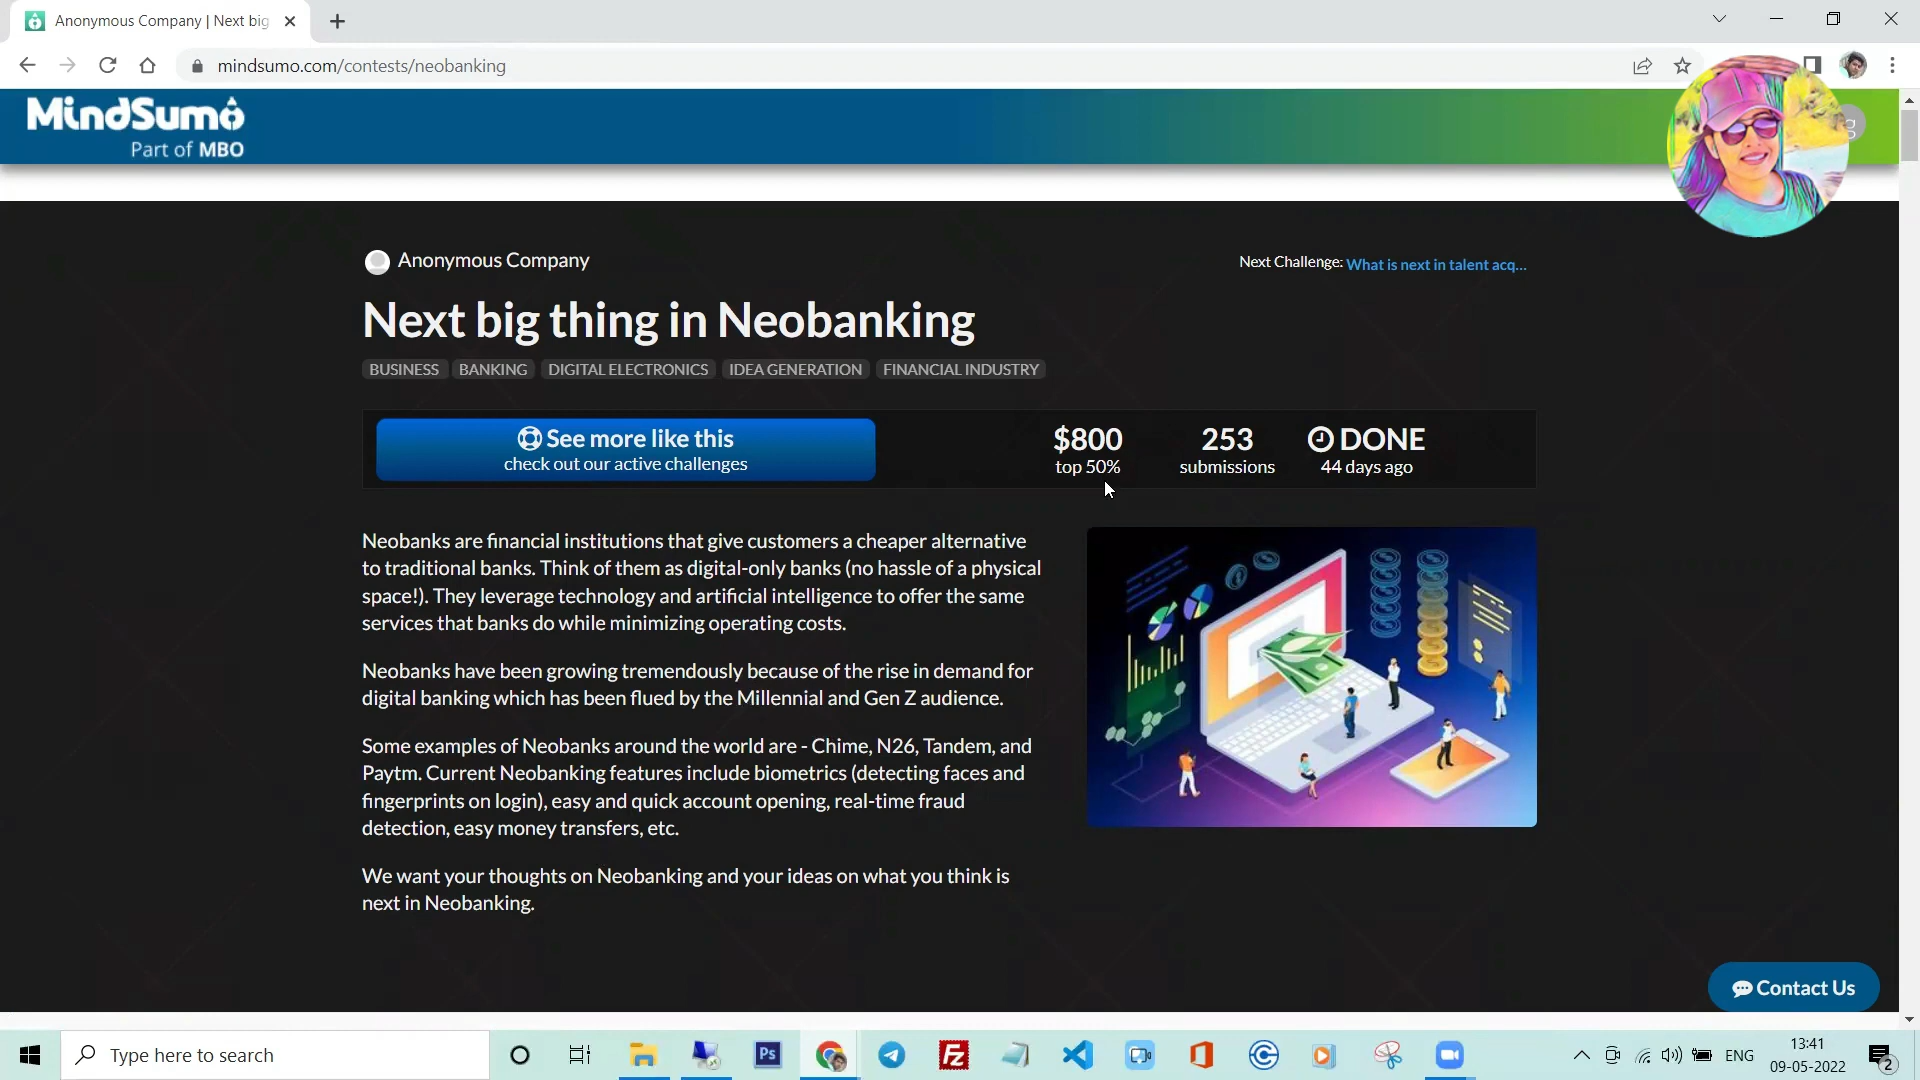 Anonymous Company | Next big
mindsumo.com/contests/neobanking
MindSumo
Part of MBO
g
Anonymous Company
Next Challenge: What is next in talent acq...
Next big thing in Neobanking
BUSINESS BANKING DIGITAL ELECTRONICS IDEA GENERATION FINANCIAL INDUSTRY
See more like this
check out our active challenges
$800
top 50%
253
submissions
DONE
44 days ago
Neobanks are financial institutions that give customers a cheaper alternative
to traditional banks. Think of them as digital-only banks (no hassle of a physical
space!). They leverage technology and artificial intelligence to offer the same
services that banks do while minimizing operating costs.
Neobanks have been growing tremendously because of the rise in demand for
digital banking which has been flued by the Millennial and Gen Z audience.
Some examples of Neobanks around the world are - Chime, N26, Tandem, and
Paytm. Current Neobanking features include biometrics (detecting faces and
fingerprints on login), easy and quick account opening, real-time fraud
detection, easy money transfers, etc.
We want your thoughts on Neobanking and your ideas on what you think is
next in Neobanking.
Contact Us
Type here to search
Ps
Fz
ENG
13:41
09-05-2022
2